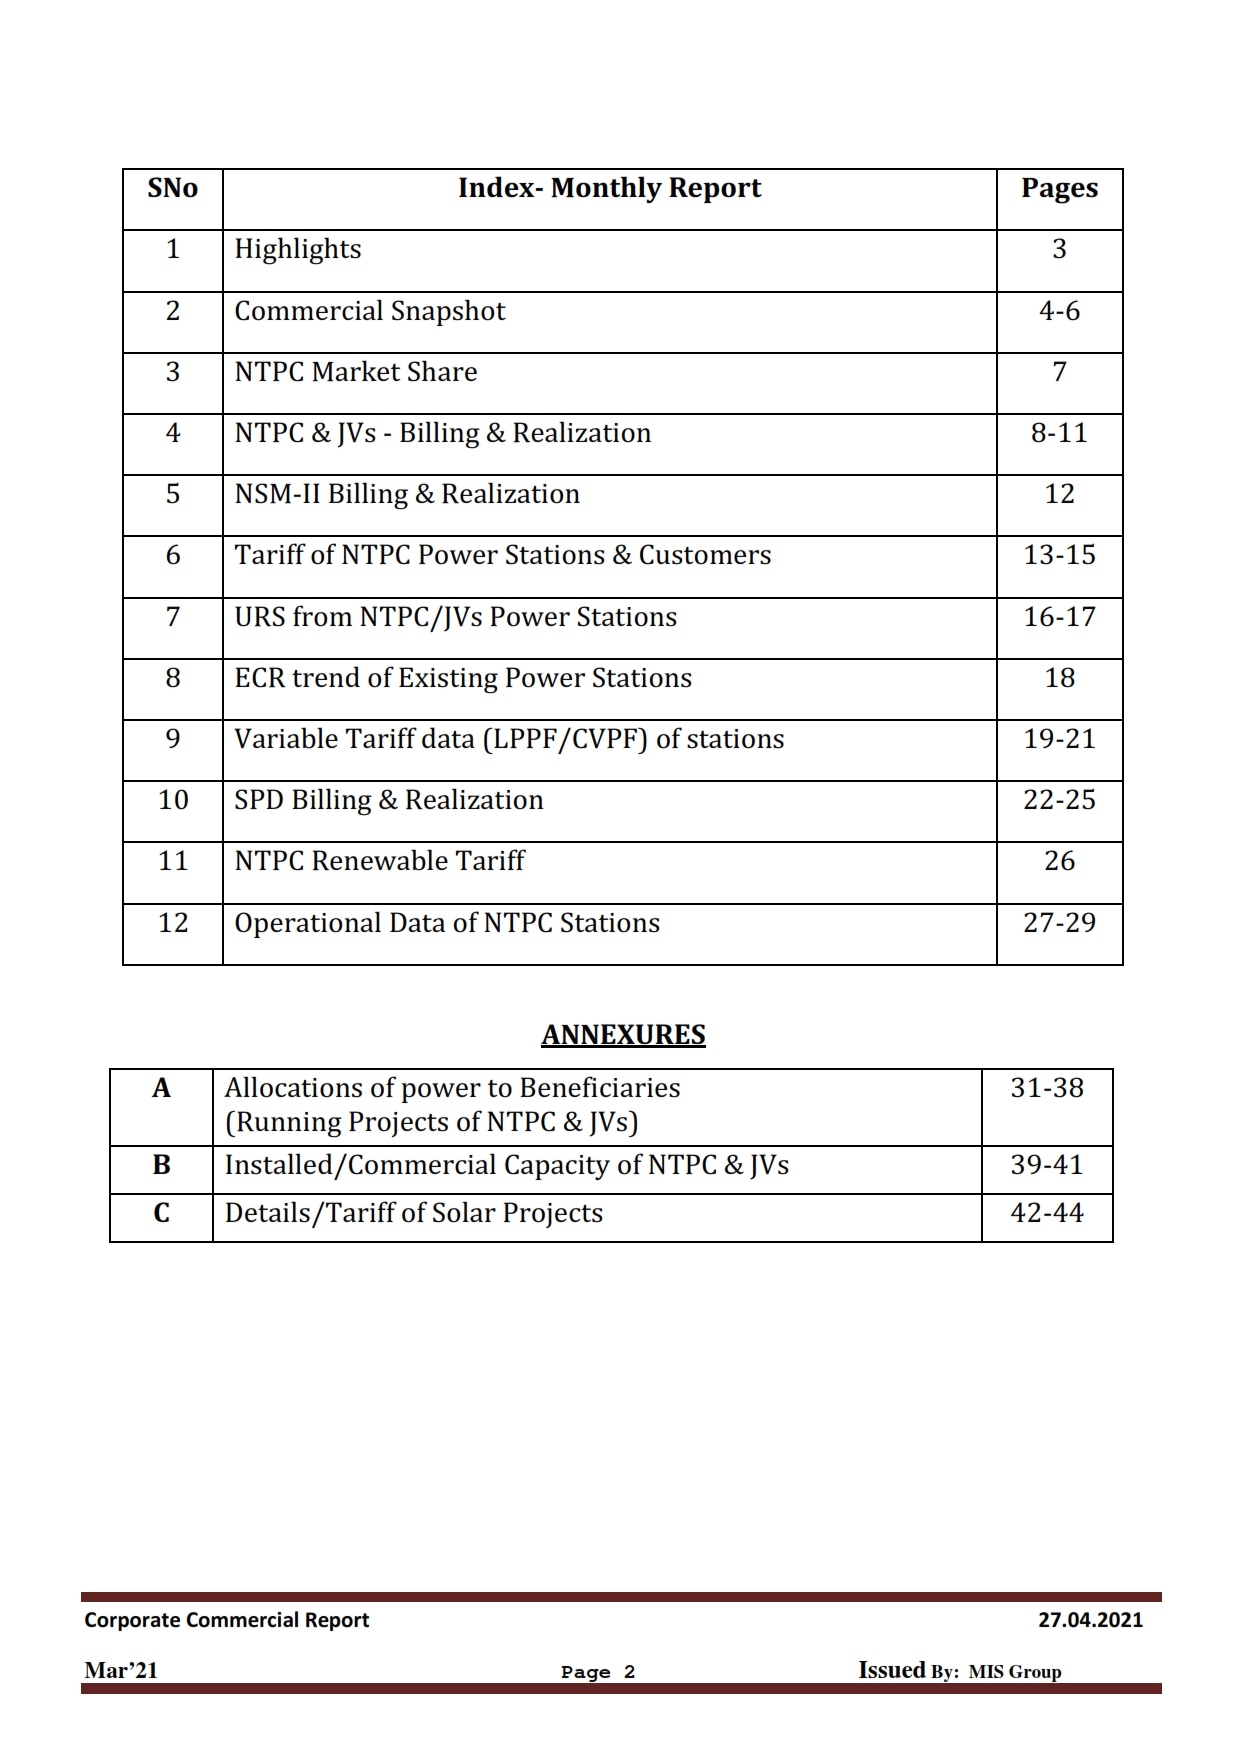 SNo Index- Monthly Report Pages
1 Highlights 3
2 Commercial Snapshot 4-6
3 NTPC Market Share 7
4 NTPC & JVs - Billing & Realization 8-11
5 NSM-II Billing & Realization 12
6 Tariff of NTPC Power Stations & Customers 13-15
7 URS from NTPC/JVs Power Stations 16-17
8 ECR trend of Existing Power Stations 18
9 Variable Tariff data (LPPF/CVPF) of stations 19-21
10 SPD Billing & Realization 22-25
11 NTPC Renewable Tariff 26
12 Operational Data of NTPC Stations 27-29
ANNEXURES
A Allocations of power to Beneficiaries 31-38
(Running Projects of NTPC & JVs)
B Installed/Commercial Capacity of NTPC & JVs 39-41
C Details/Tariff of Solar Projects 42-44
Corporate Commercial Report 27.04.2021
Mar’21 Page 2 Issued By: MIS Group